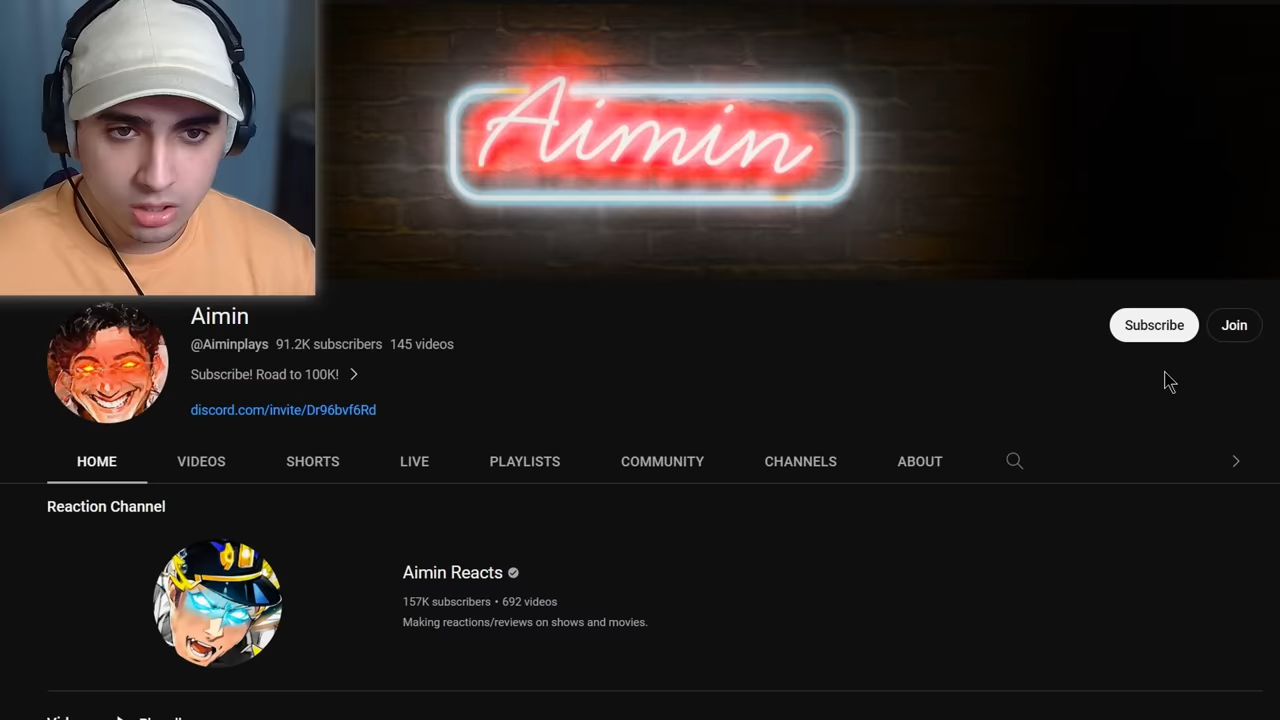 Aimin
Aimin
@Aiminplays 91.2K subscribers 145 videos
Subscribe! Road to 100K!
discord.com/invite/Dr96bvf6Rd
Subscribe Join
HOME VIDEOS SHORTS LIVE PLAYLISTS COMMUNITY CHANNELS ABOUT
Reaction Channel
Aimin Reacts
157K subscribers • 692 videos
Making reactions/reviews on shows and movies.